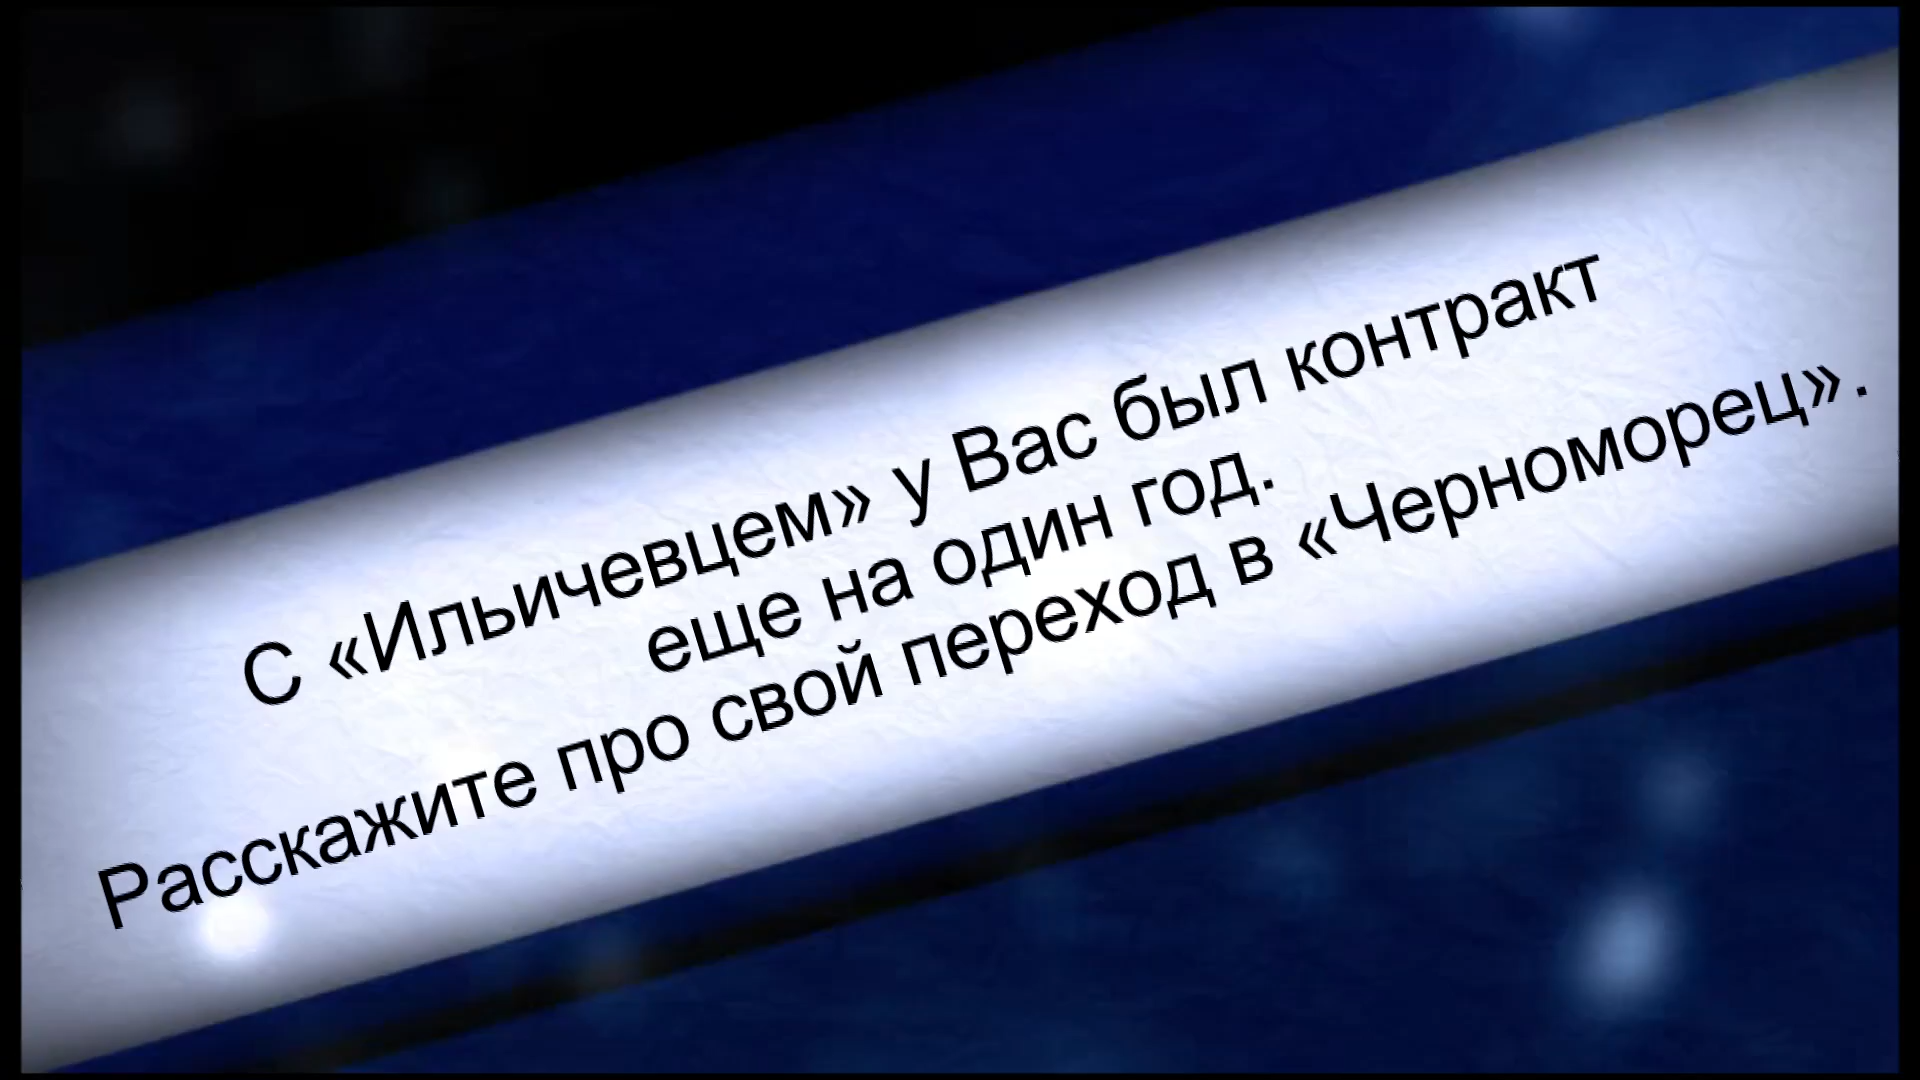 С «Ильичевцем» у Вас был контракт
еще на один год.
Расскажите про свой переход в «Черноморец».